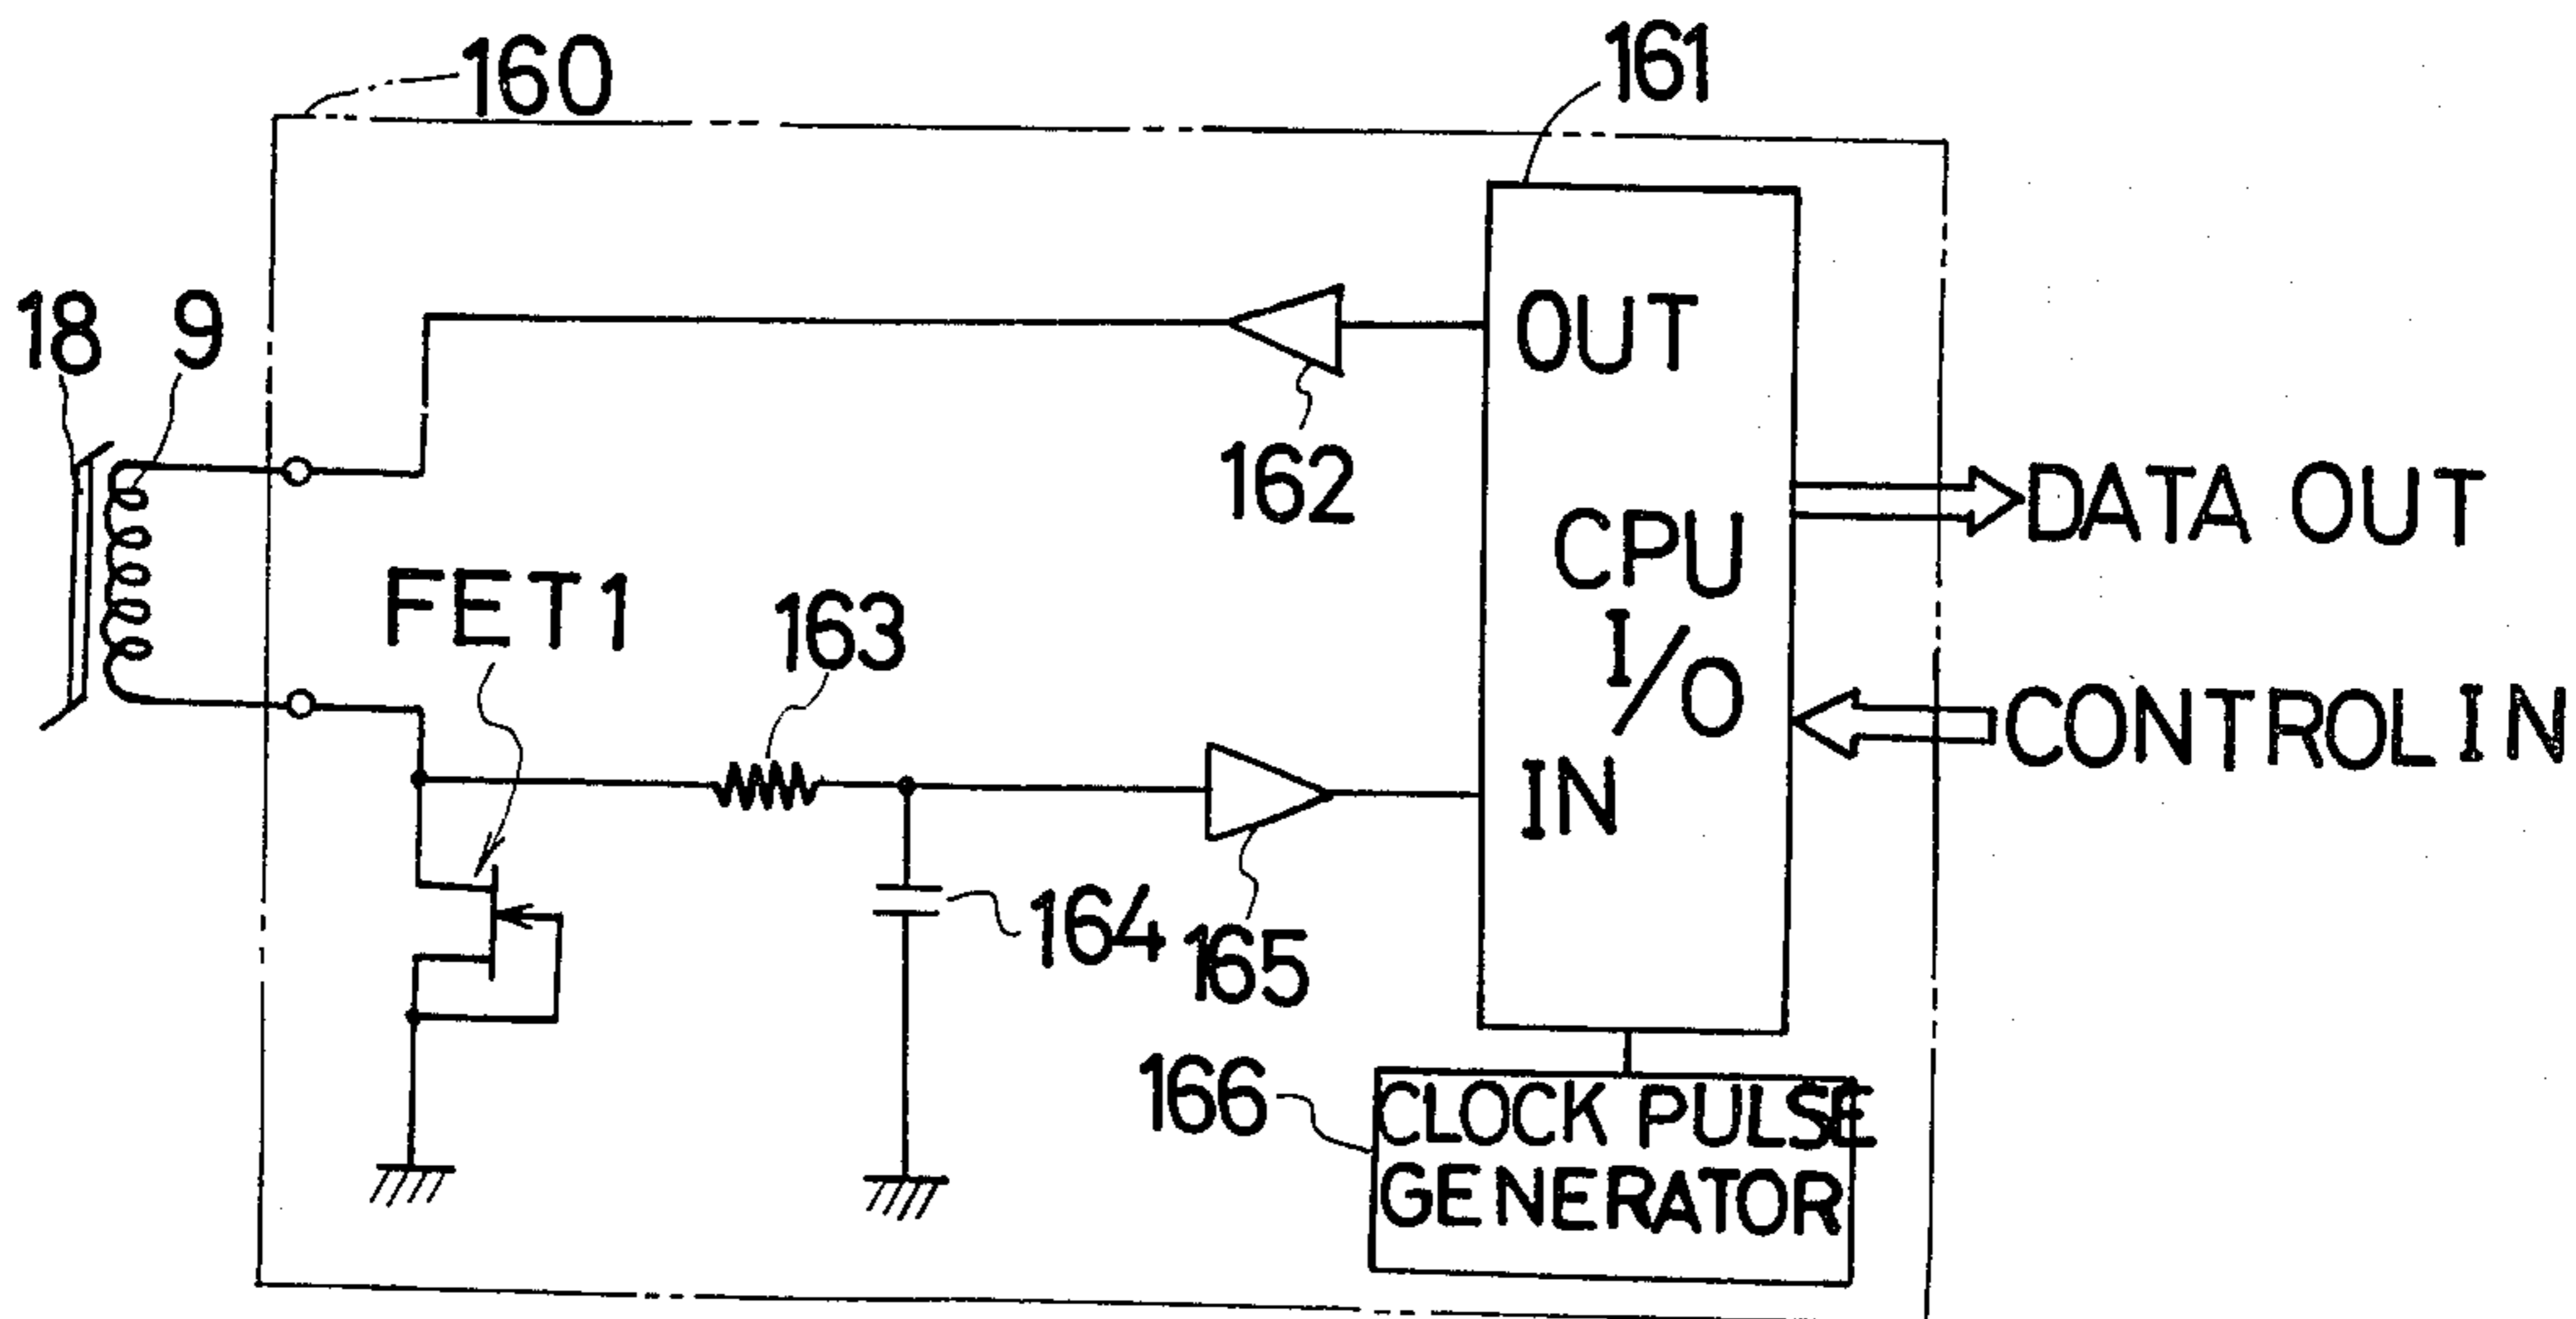 160
161
18
9
OUT
162
DATA OUT
CPU
I/O
FET1
163
CONTROL IN
IN
164
165
166
CLOCK PULSE
GENERATOR